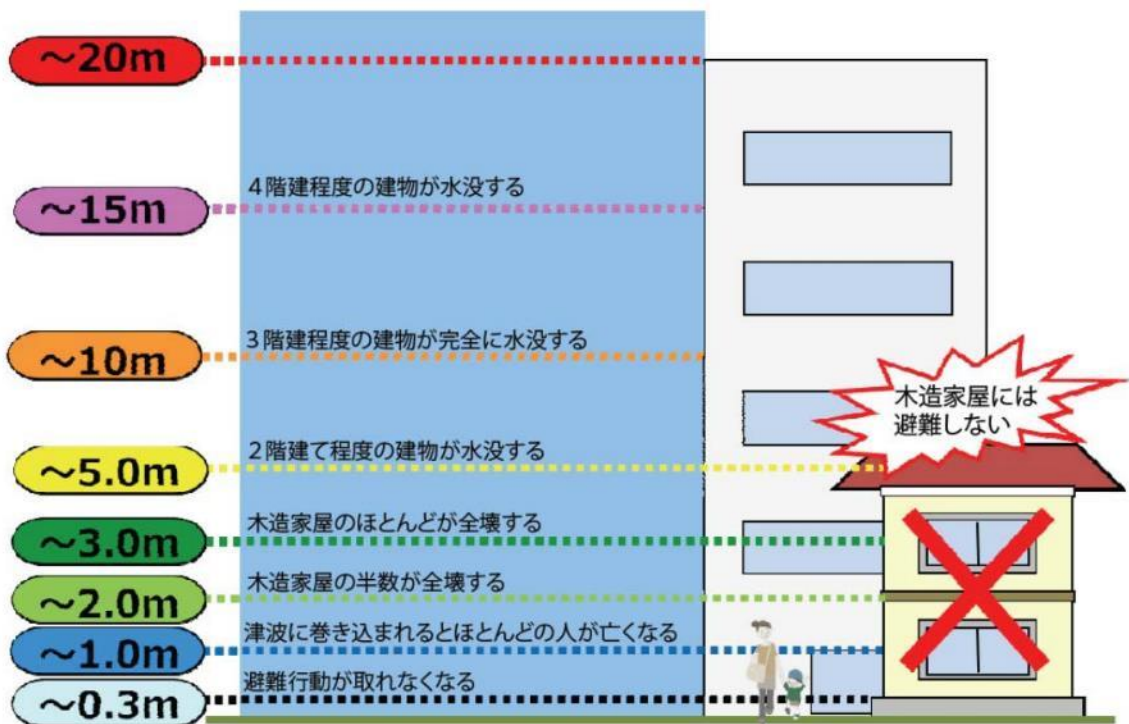 ～20m
4階建程度の建物が水没する
～15m
3階建程度の建物が完全に水没する
～10m
木造家屋には
避難しない
2階建て程度の建物が水没する
～5.0m
木造家屋のほとんどが全壊する
～3.0m
木造家屋の半数が全壊する
～2.0m
津波に巻き込まれるとほとんどの人が亡くなる
～1.0m
避難行動が取れなくなる
～0.3m